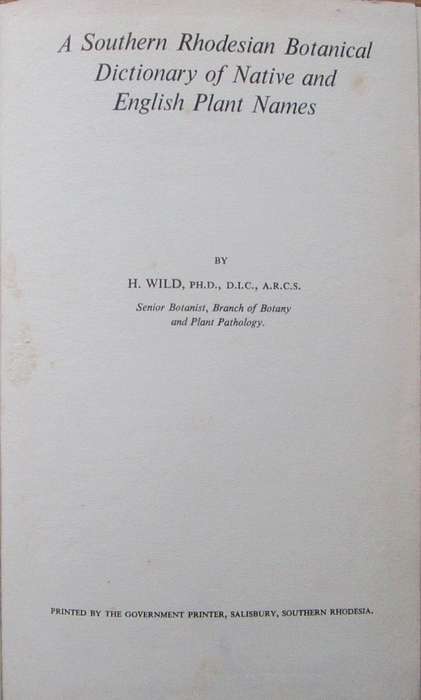 A Southern Rhodesian Botanical
Dictionary of Native and
English Plant Names
BY
H. WILD, PH.D., D.I.C., A.R.C.S.
Senior Botanist, Branch of Botany
and Plant Pathology.
PRINTED BY THE GOVERNMENT PRINTER, SALISBURY, SOUTHERN RHODESIA.